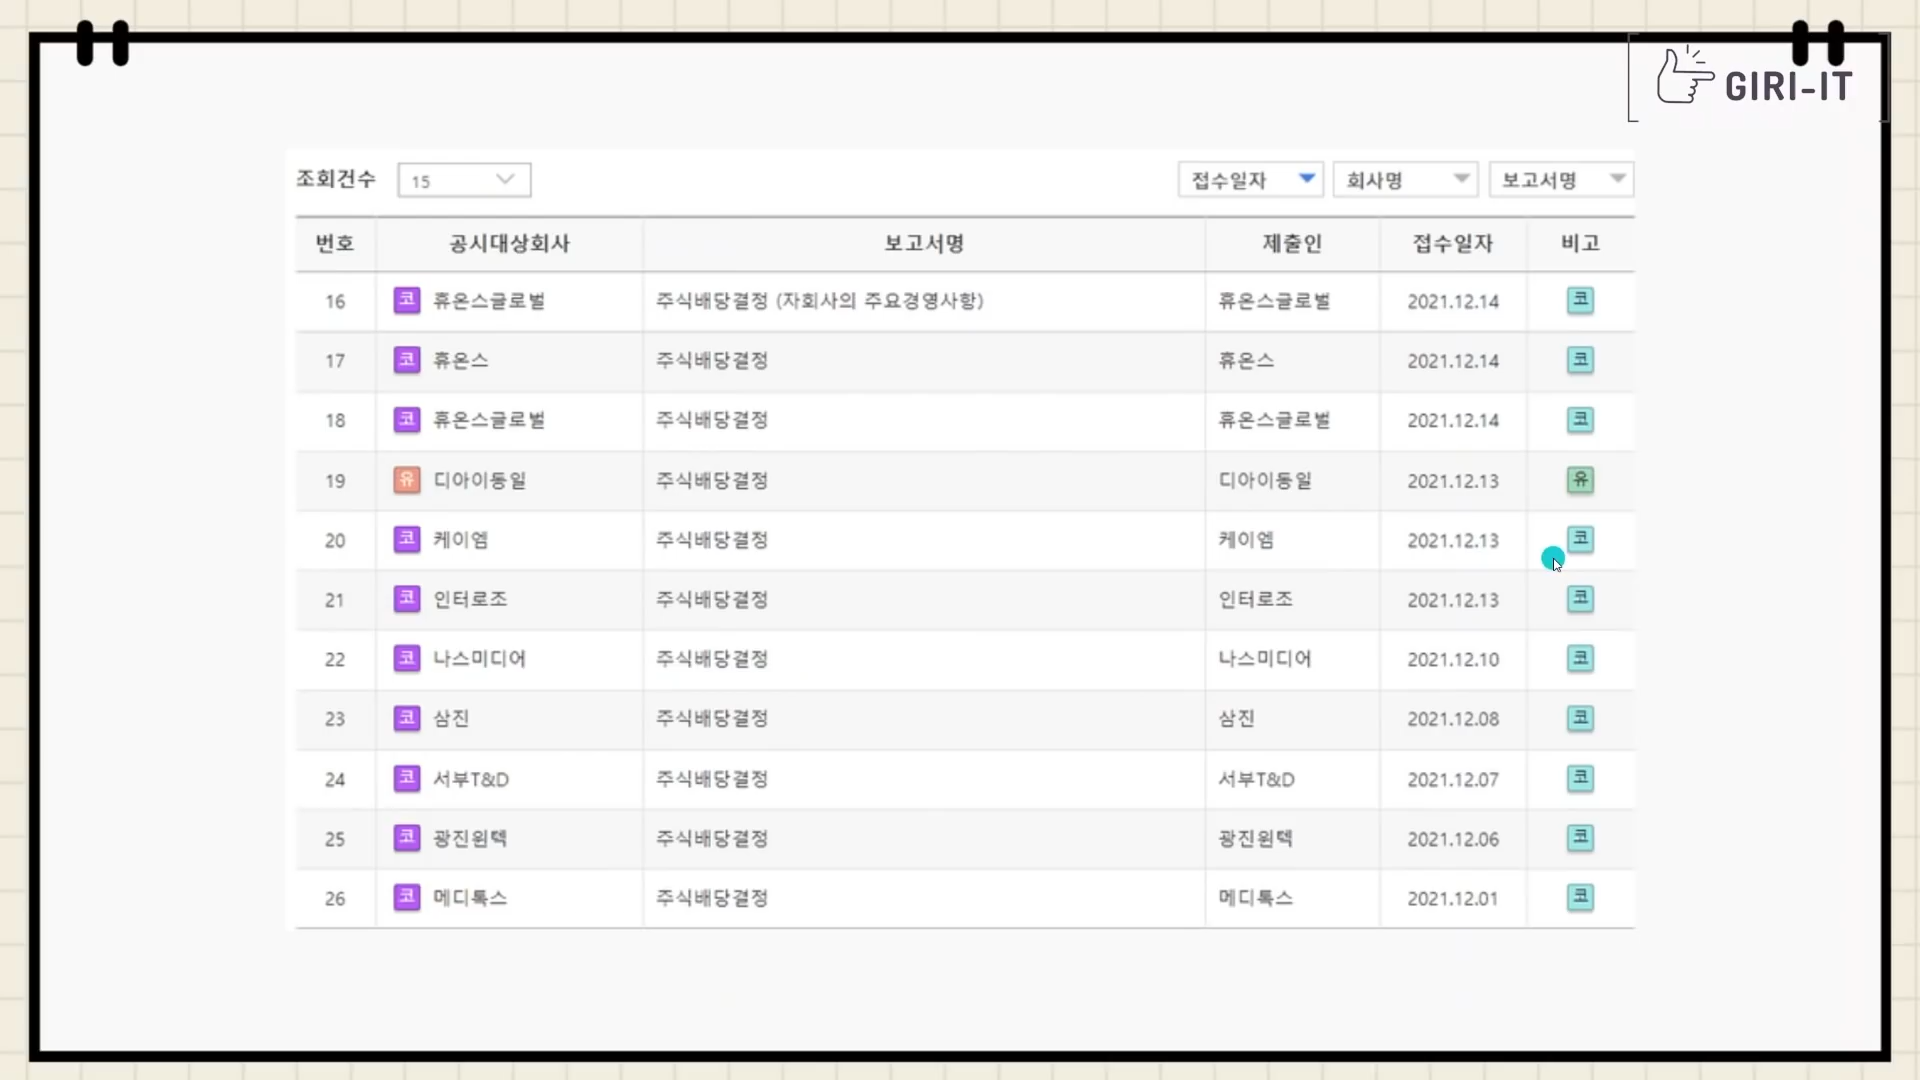 GIRI-IT
조회건수 15 접수일자 회사명 보고서명
번호 공시대상회사 보고서명 제출인 접수일자 비고
16 코 휴온스글로벌 주식배당결정 (자회사의 주요경영사항) 휴온스글로벌 2021.12.14 코
17 코 휴온스 주식배당결정 휴온스 2021.12.14 코
18 코 휴온스글로벌 주식배당결정 휴온스글로벌 2021.12.14 코
19 유 디아이동일 주식배당결정 디아이동일 2021.12.13 유
20 코 케이엠 주식배당결정 케이엠 2021.12.13 코
21 코 인터로조 주식배당결정 인터로조 2021.12.13 코
22 코 나스미디어 주식배당결정 나스미디어 2021.12.10 코
23 코 삼진 주식배당결정 삼진 2021.12.08 코
24 코 서부T&D 주식배당결정 서부T&D 2021.12.07 코
25 코 광진윈텍 주식배당결정 광진윈텍 2021.12.06 코
26 코 메디톡스 주식배당결정 메디톡스 2021.12.01 코